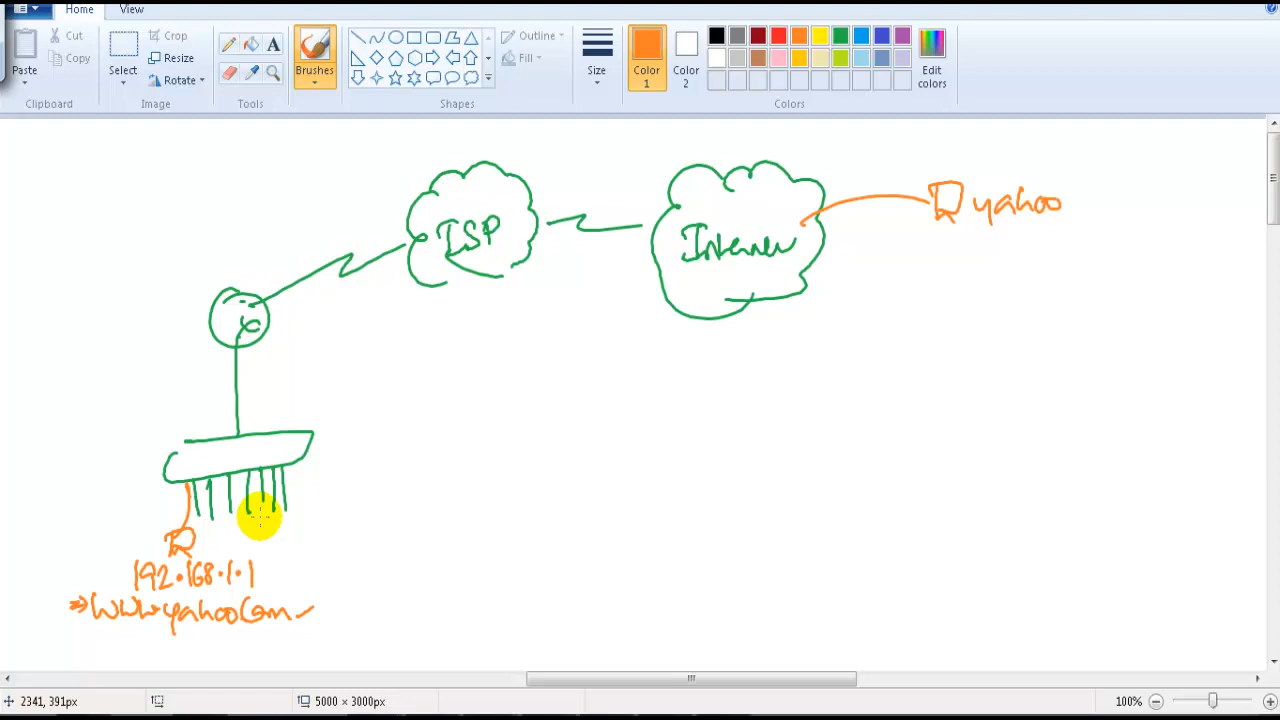 Home View
Cut
Copy
Paste
Clipboard
Select
Crop
Resize
Rotate
Image
A
Tools
Brushes
Shapes
Outline
Fill
Size
Color 1
Color 2
Edit colors
Colors
ISP
Internet
yahoo
192.168.1.1
www.yahoo.com
2341, 391px
5000 × 3000px
100%